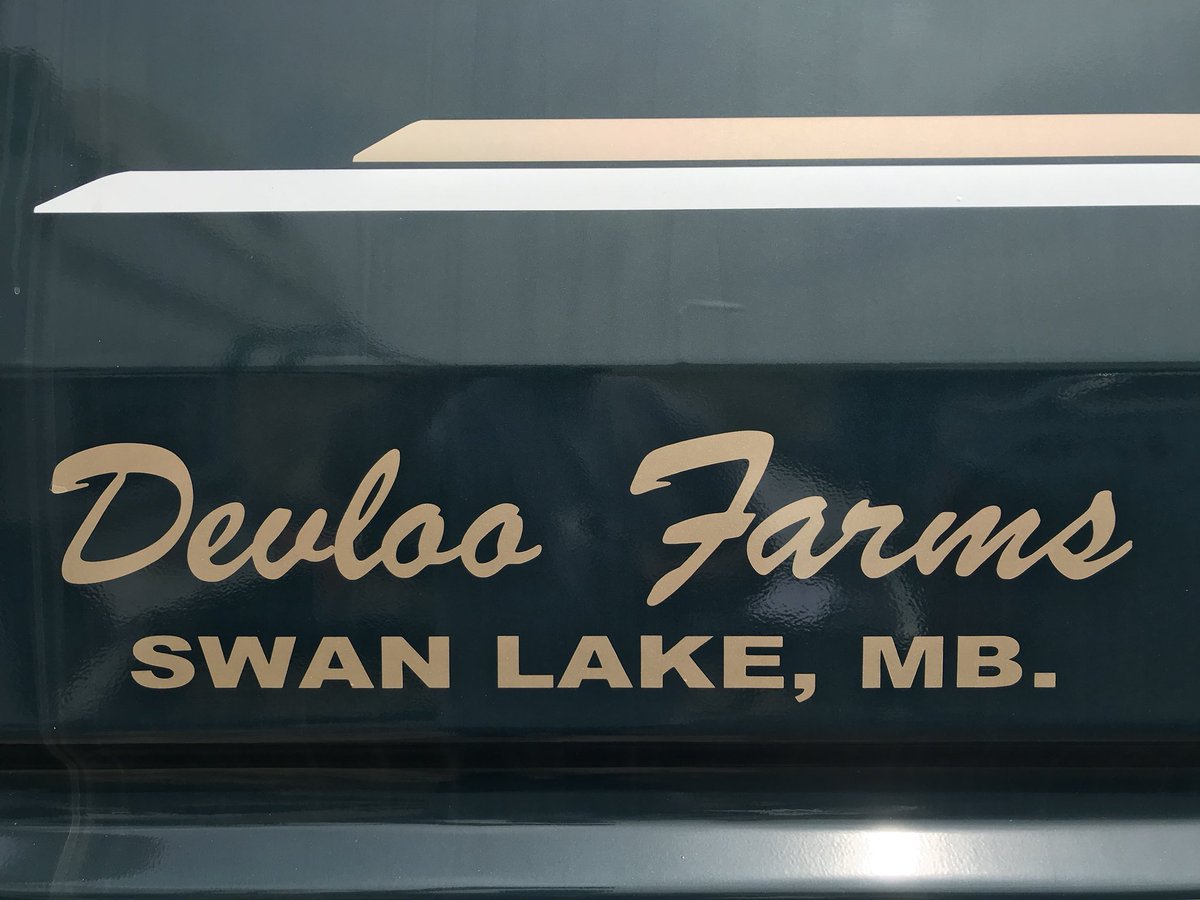 Devloo Farms
SWAN LAKE, MB.